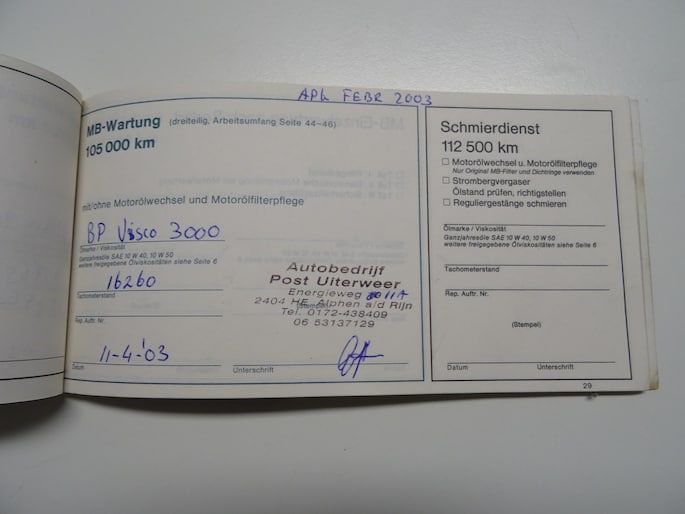 APK FEBR 2003
MB-Wartung (dreiteilig, Arbeitsumfang Seite 44–46)
105 000 km
mit/ohne Motorölwechsel und Motorölfilterpflege
BP Visco 3000
Ölmarke / Viskosität
Ganzjahresöle SAE 10 W 40, 10 W 50
weitere freigegebene Ölviskositäten siehe Seite 6
16260
Tachometerstand
Rep. Auftr. Nr.
11-4-'03
Datum
Unterschrift
Autobedrijf
Post Uiterweer
Energieweg 11A
2404 HE Alphen a/d Rijn
(Stempel)
Tel. 0172-438409
06 53137129
Schmierdienst
112 500 km
Motorölwechsel u. Motorölfilterpflege
Nur Original MB-Filter und Dichtringe verwenden
Strombergvergaser
Ölstand prüfen, richtigstellen
Reguliergestänge schmieren
Ölmarke / Viskosität
Ganzjahresöle SAE 10 W 40, 10 W 50
weitere freigegebene Ölviskositäten siehe Seite 6
Tachometerstand
Rep. Auftr. Nr.
(Stempel)
Datum Unterschrift
29